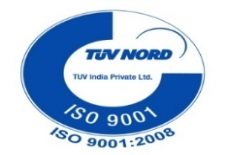 TÜV NORD
TUV India Private Ltd.
ISO 9001
ISO 9001:2008